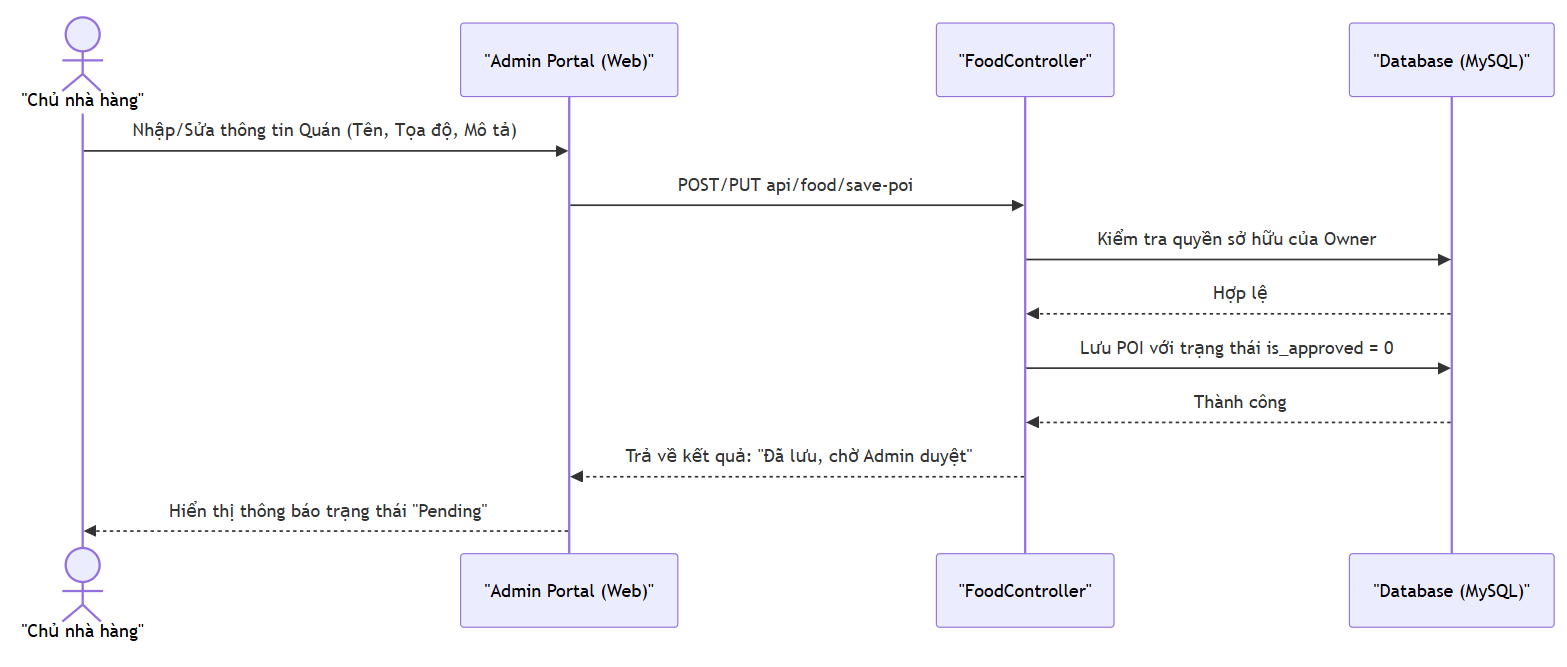 "Chủ nhà hàng"
"Admin Portal (Web)"
"FoodController"
"Database (MySQL)"
Nhập/Sửa thông tin Quán (Tên, Tọa độ, Mô tả)
POST/PUT api/food/save-poi
Kiểm tra quyền sở hữu của Owner
Hợp lệ
Lưu POI với trạng thái is_approved = 0
Thành công
Trả về kết quả: "Đã lưu, chờ Admin duyệt"
Hiển thị thông báo trạng thái "Pending"
"Chủ nhà hàng"
"Admin Portal (Web)"
"FoodController"
"Database (MySQL)"